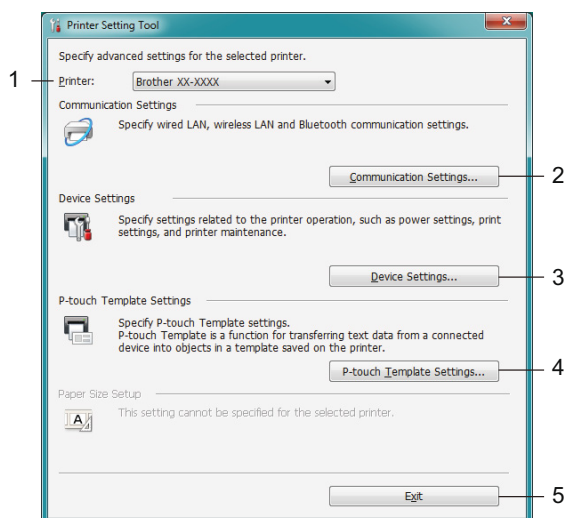 Printer Setting Tool
Specify advanced settings for the selected printer.
1
Printer: Brother XX-XXXX
Communication Settings
Specify wired LAN, wireless LAN and Bluetooth communication settings.
Communication Settings...
2
Device Settings
Specify settings related to the printer operation, such as power settings, print
settings, and printer maintenance.
Device Settings...
3
P-touch Template Settings
Specify P-touch Template settings.
P-touch Template is a function for transferring text data from a connected
device into objects in a template saved on the printer.
P-touch Template Settings...
4
Paper Size Setup
This setting cannot be specified for the selected printer.
A
Exit
5